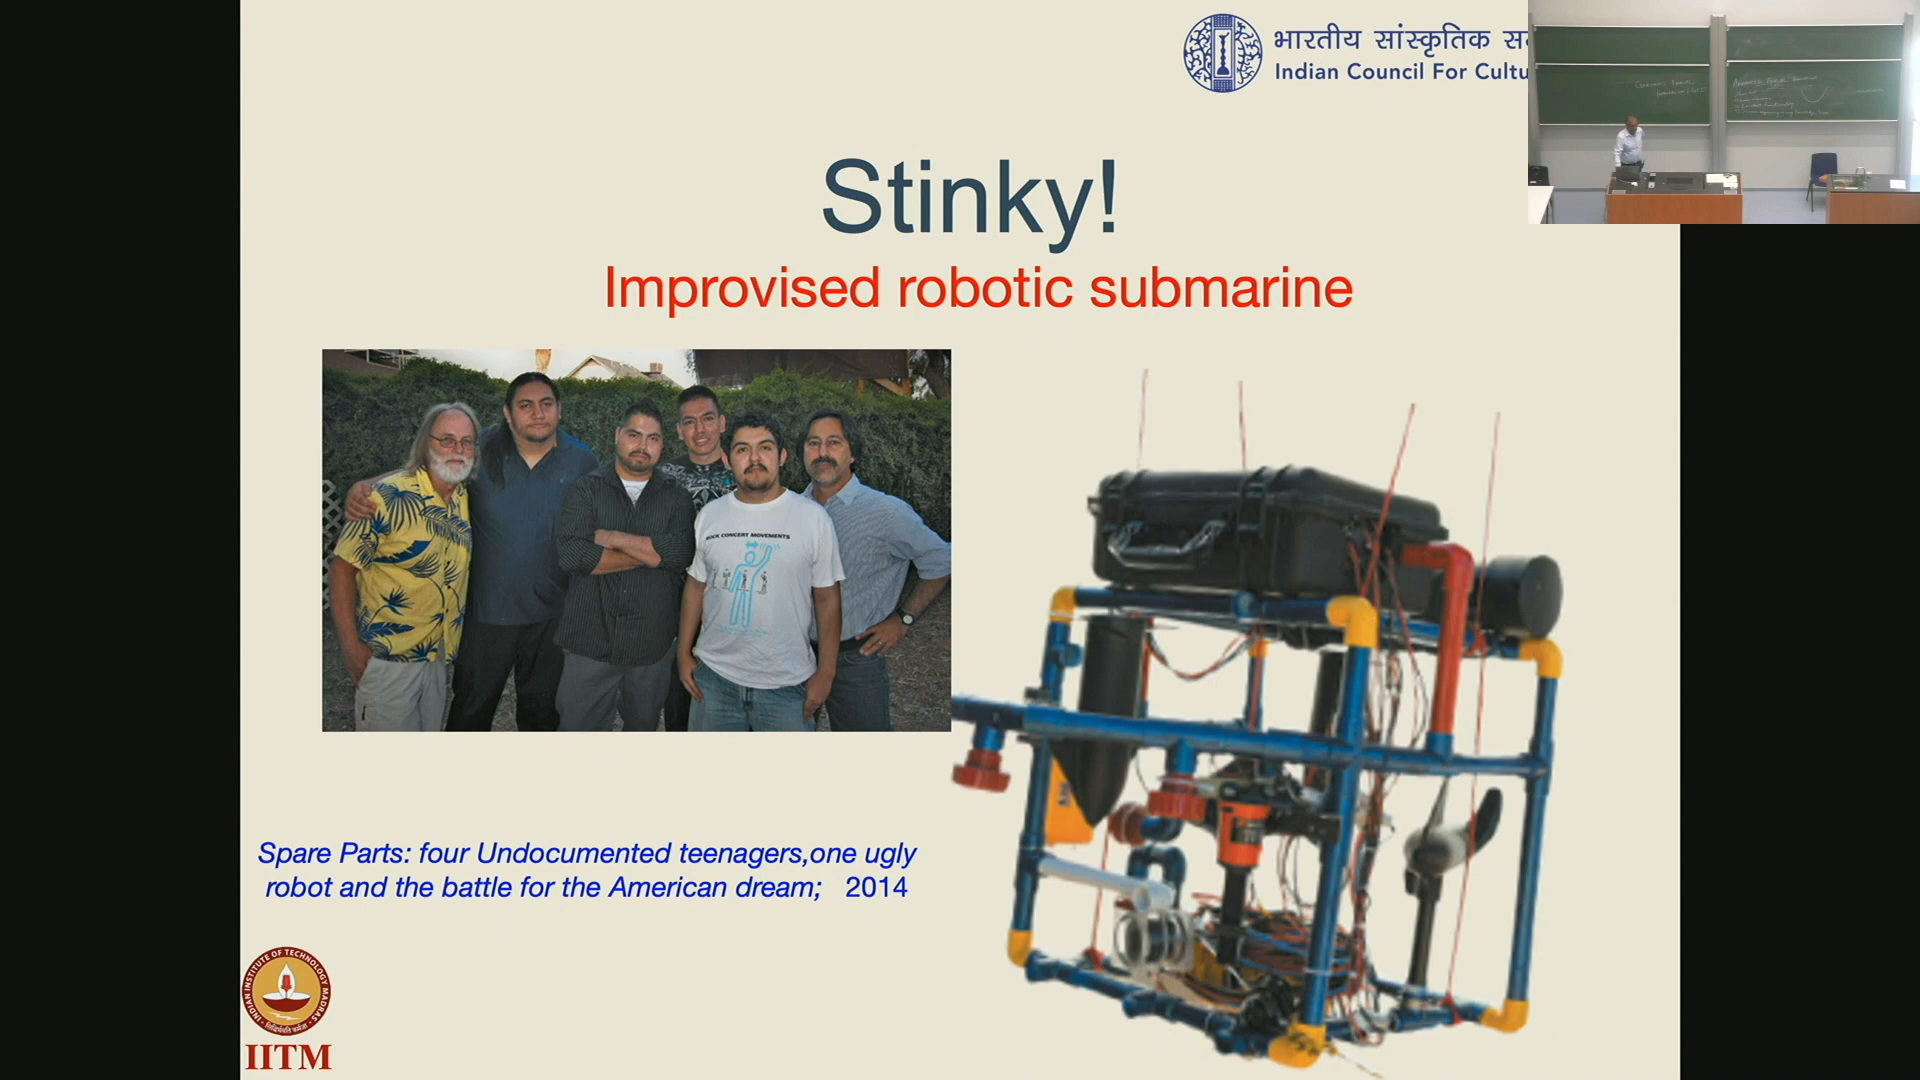 भारतीय सांस्कृतिक
Indian Council For
Stinky!
Improvised robotic submarine
ROCK CONCERT MOVEMENTS
Spare Parts: four Undocumented teenagers,one ugly
robot and the battle for the American dream; 2014
INDIAN INSTITUTE OF TECHNOLOGY MADRAS
IITM